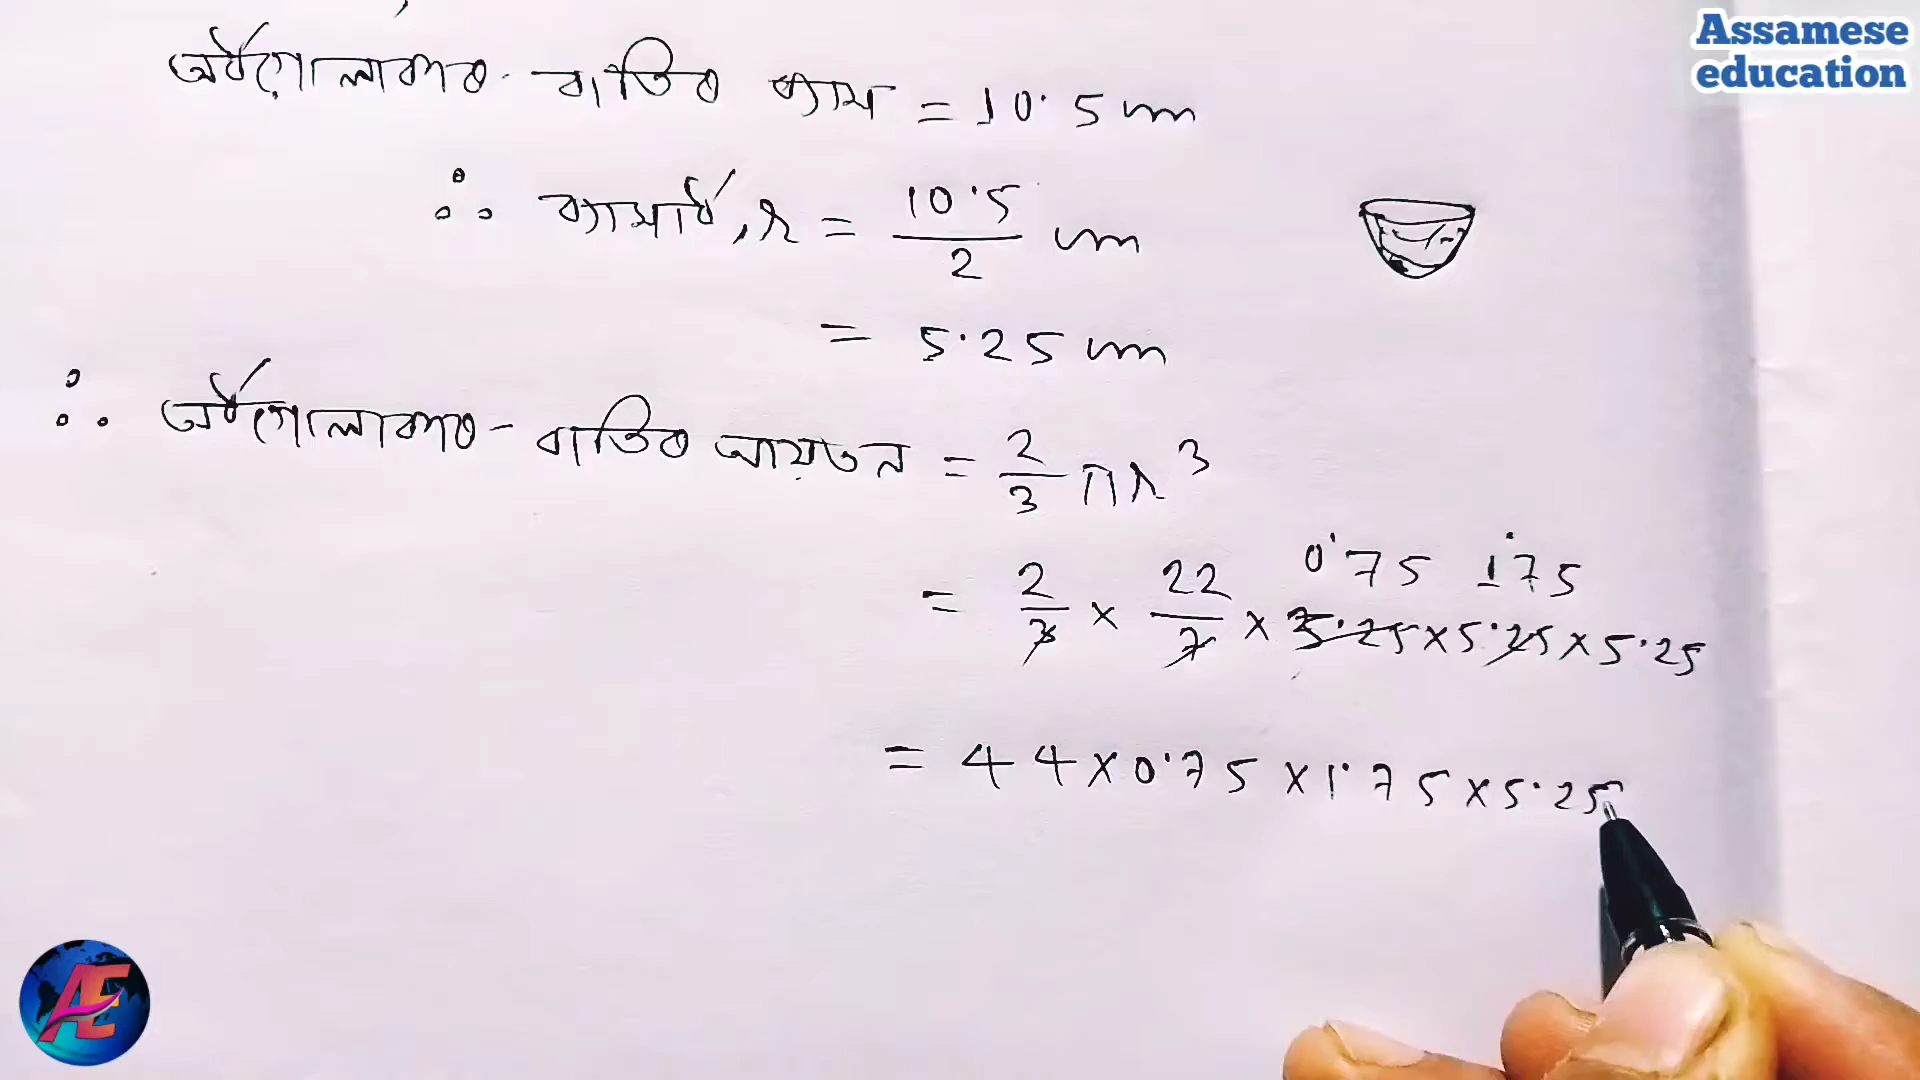 Assamese
education
অৰ্ধগোলাকাৰ বাতিৰ ব্যাস = 10.5 cm
∴ ব্যাসাৰ্ধ, r = 10.5/2 cm
= 5.25 cm
∴ অৰ্ধগোলাকাৰ বাতিৰ আয়তন = 2/3 πr³
0.75 1.75
= 2/3 × 22/7 × 5.25 × 5.25 × 5.25
= 44 × 0.75 × 1.75 × 5.25
AE